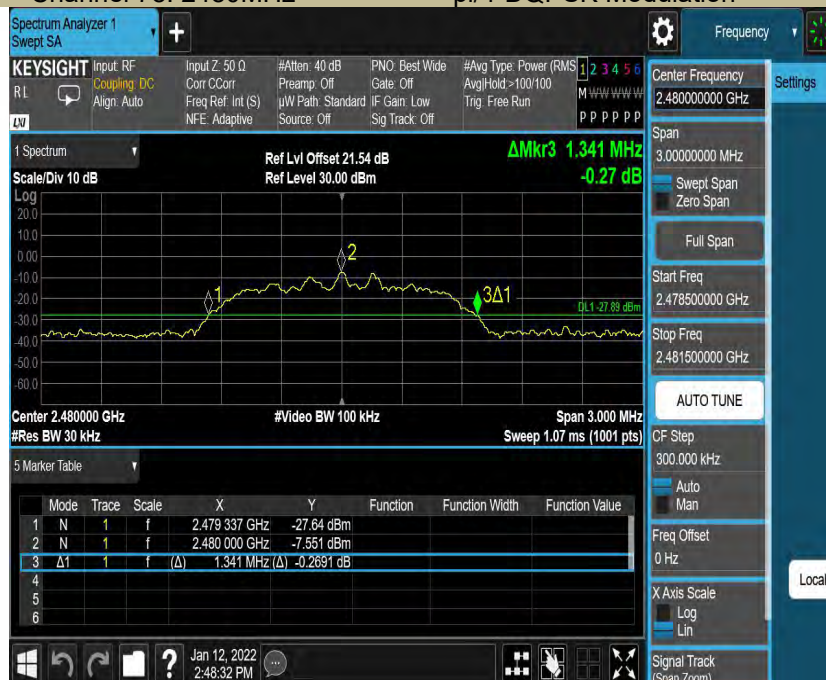 Spectrum Analyzer 1
Swept SA
+
Frequency
KEYSIGHT
RL
LXI
Input: RF
Coupling: DC
Align: Auto
Input Z: 50 Ω
Corr CCorr
Freq Ref: Int (S)
NFE: Adaptive
#Atten: 40 dB
Preamp: Off
µW Path: Standard
Source: Off
PNO: Best Wide
Gate: Off
IF Gain: Low
Sig Track: Off
#Avg Type: Power (RMS
Avg|Hold:>100/100
Trig: Free Run
1 2 3 4 5 6
M W W W W W
P P P P P P
1 Spectrum
Scale/Div 10 dB
Ref Lvl Offset 21.54 dB
Ref Level 30.00 dBm
ΔMkr3 1.341 MHz
-0.27 dB
Log
20.0
10.0
0.00
-10.0
-20.0
-30.0
-40.0
-50.0
-60.0
1
2
3Δ1
DL1 -27.89 dBm
Center 2.480000 GHz
#Video BW 100 kHz
Span 3.000 MHz
#Res BW 30 kHz
Sweep 1.07 ms (1001 pts)
5 Marker Table
Mode Trace Scale X Y Function Function Width Function Value
1 N 1 f 2.479 337 GHz -27.64 dBm
2 N 1 f 2.480 000 GHz -7.551 dBm
3 Δ1 1 f (Δ) 1.341 MHz (Δ) -0.2691 dB
4
5
6
Jan 12, 2022
2:48:32 PM
Center Frequency
2.480000000 GHz
Settings
Span
3.00000000 MHz
Swept Span
Zero Span
Full Span
Start Freq
2.478500000 GHz
Stop Freq
2.481500000 GHz
AUTO TUNE
CF Step
300.000 kHz
Auto
Man
Freq Offset
0 Hz
X Axis Scale
Log
Lin
Local
Signal Track
(Span Zoom)